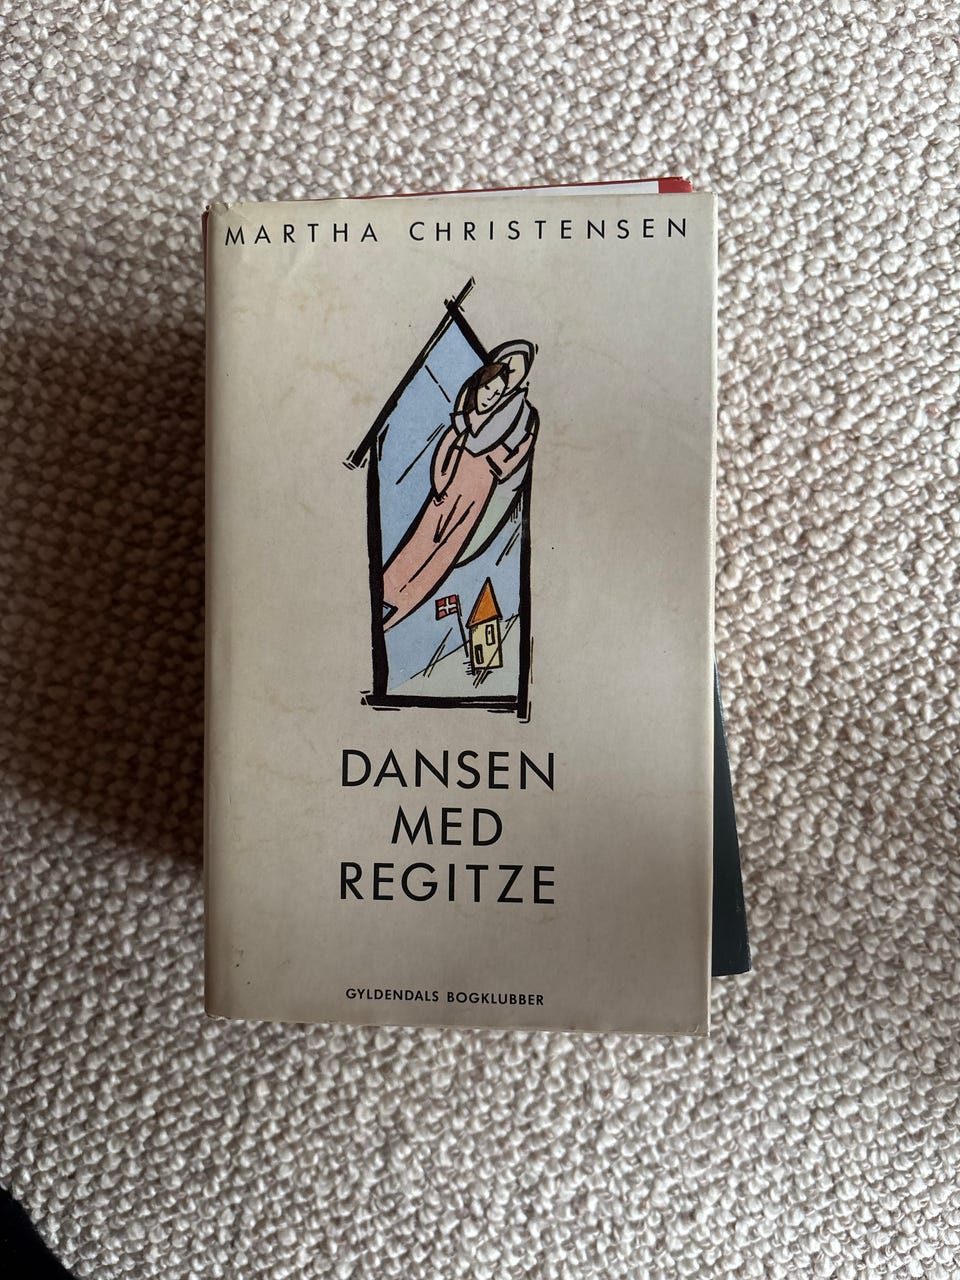 MARTHA CHRISTENSEN
DANSEN
MED
REGITZE
GYLDENDALS BOGKLUBBER